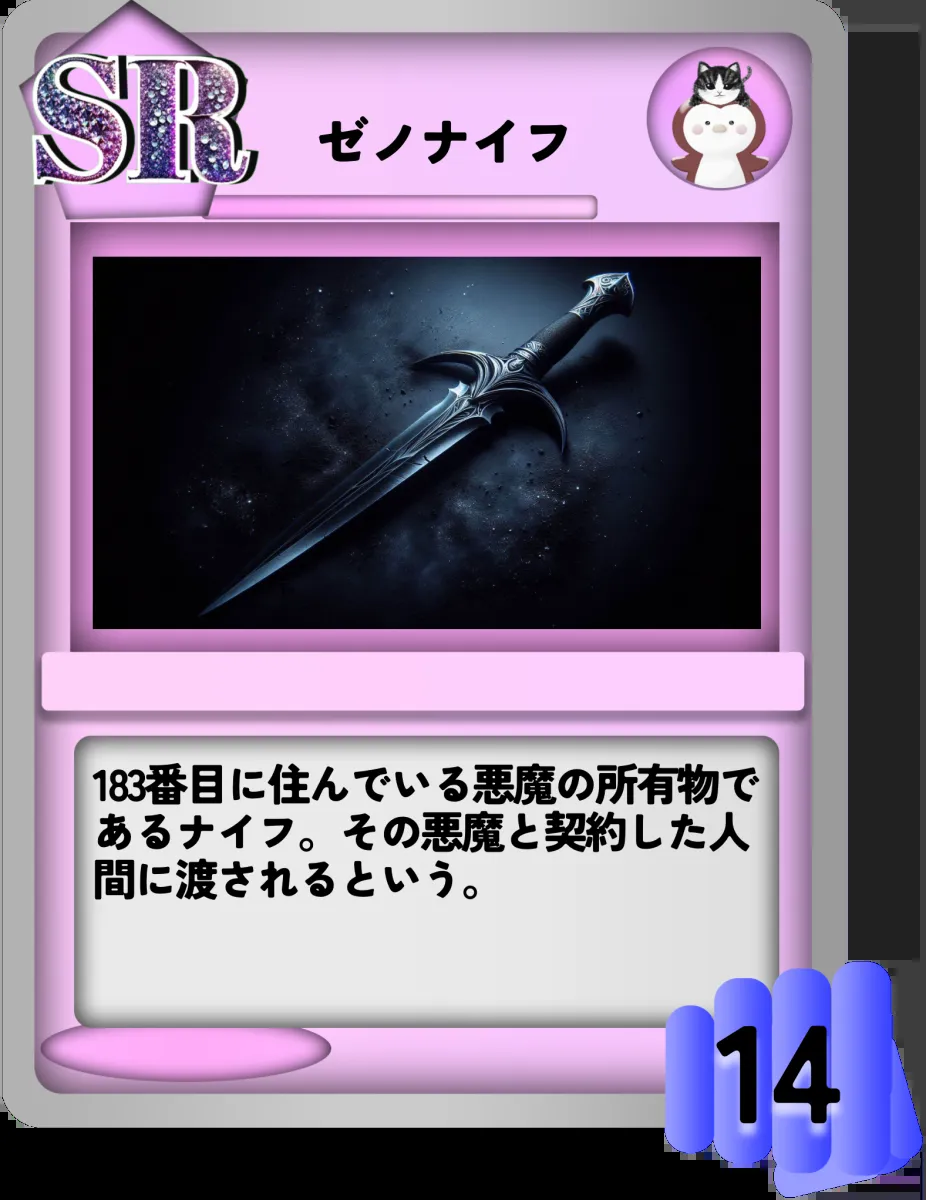 SR
ゼノナイフ
183番目に住んでいる悪魔の所有物で
あるナイフ。その悪魔と契約した人
間に渡されるという。
14